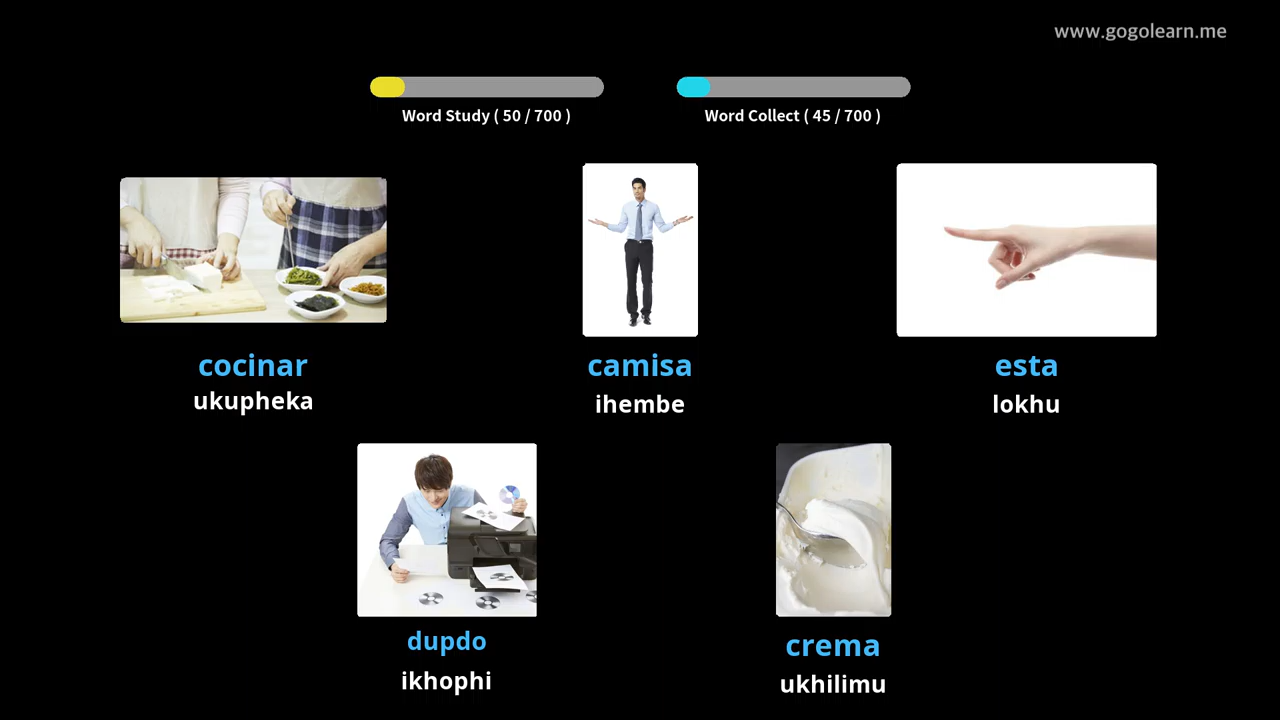 www.gogolearn.me
Word Study ( 50 / 700 )
Word Collect ( 45 / 700 )
cocinar
ukupheka
camisa
ihembe
esta
lokhu
dupdo
ikhophi
crema
ukhilimu